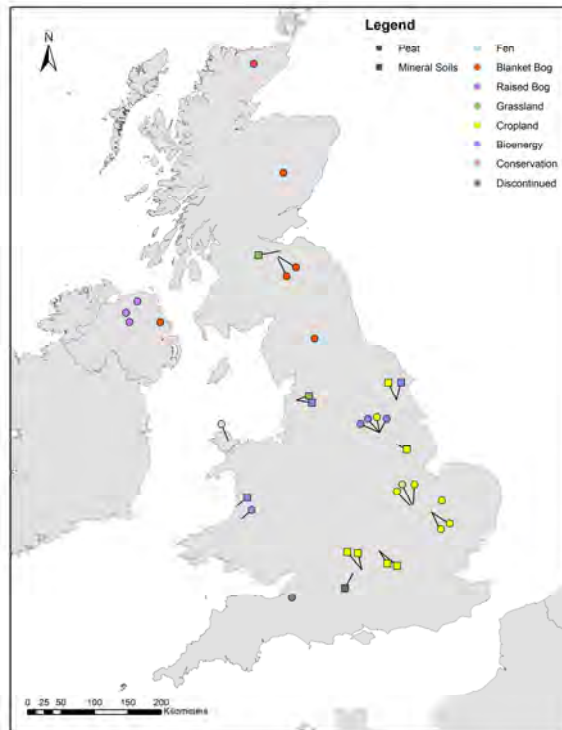 N
Legend
Peat
Mineral Soils
Fen
Blanket Bog
Raised Bog
Grassland
Cropland
Bioenergy
Conservation
Discontinued
0 25 50 100 150 200
Kilometers